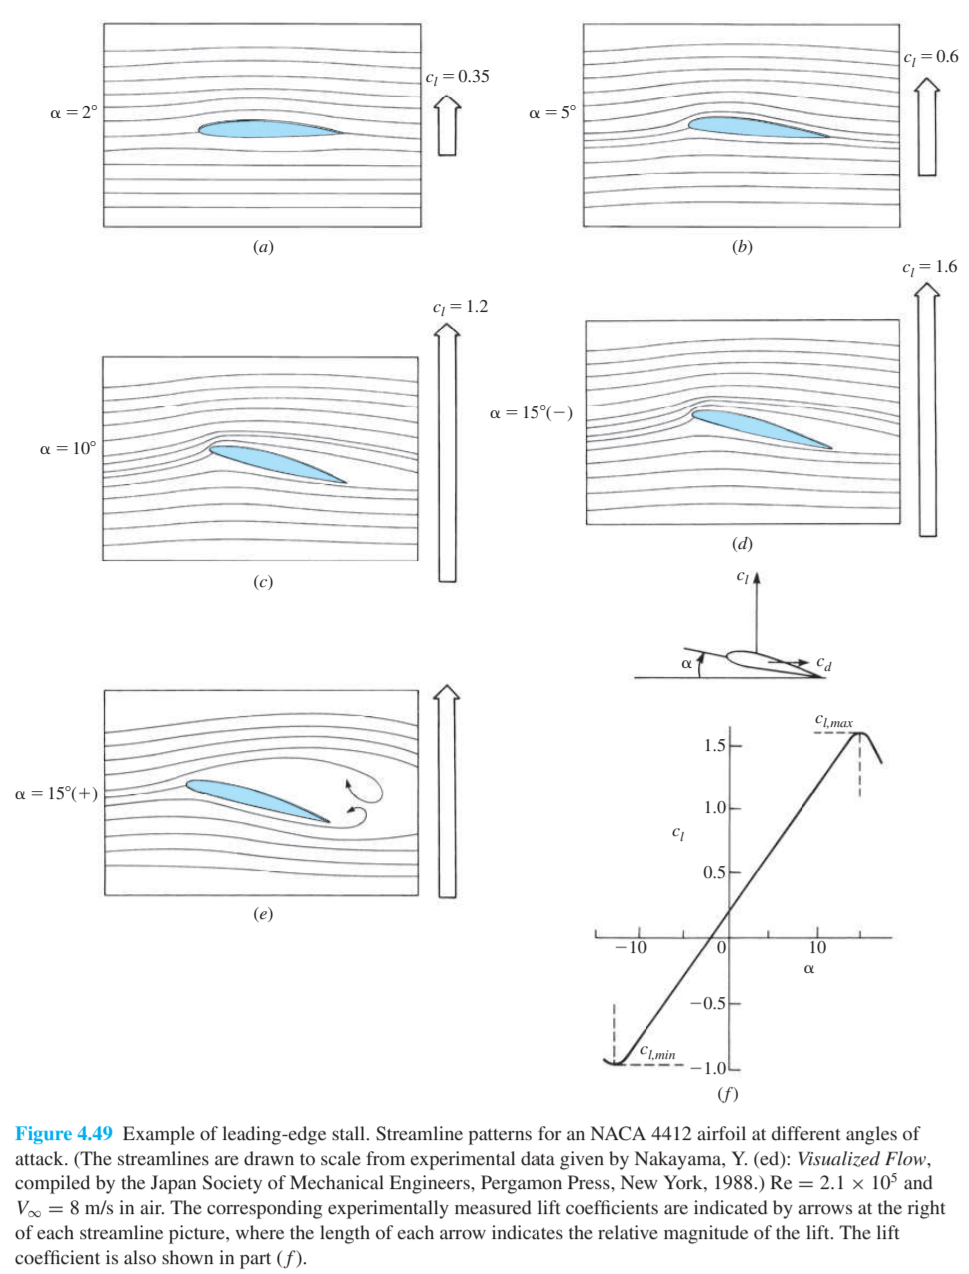 α = 2°
c_l = 0.35
(a)
α = 5°
c_l = 0.6
(b)
α = 10°
c_l = 1.2
(c)
α = 15°(−)
c_l = 1.6
(d)
α = 15°(+)
(e)
c_l
α
c_d
c_l,max
1.5
1.0
c_l
0.5
−10
0
10
α
−0.5
c_l,min
−1.0
(f)
Figure 4.49 Example of leading-edge stall. Streamline patterns for an NACA 4412 airfoil at different angles of
attack. (The streamlines are drawn to scale from experimental data given by Nakayama, Y. (ed): Visualized Flow,
compiled by the Japan Society of Mechanical Engineers, Pergamon Press, New York, 1988.) Re = 2.1 × 10⁵ and
V∞ = 8 m/s in air. The corresponding experimentally measured lift coefficients are indicated by arrows at the right
of each streamline picture, where the length of each arrow indicates the relative magnitude of the lift. The lift
coefficient is also shown in part (f).